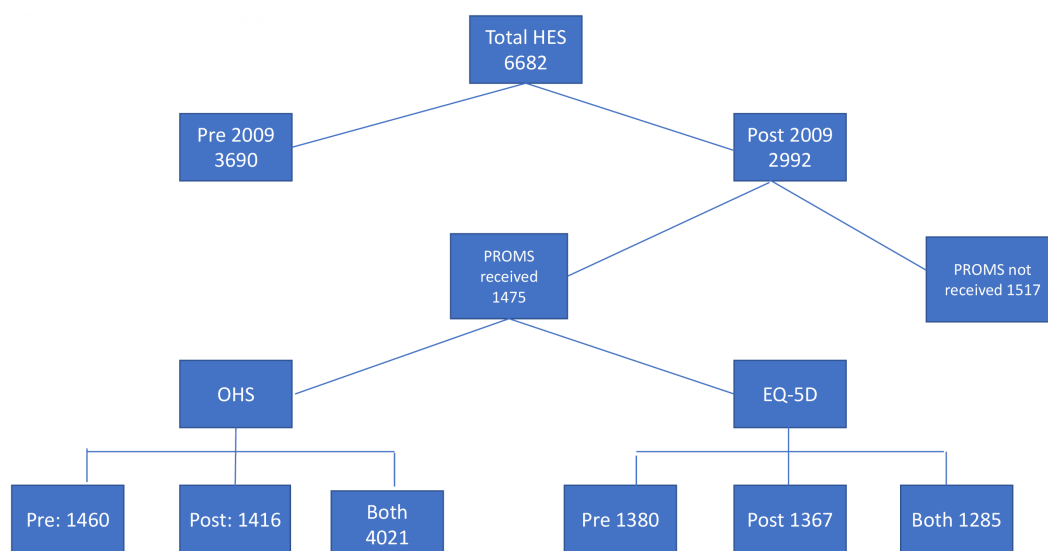 Total HES
6682
Pre 2009
3690
Post 2009
2992
PROMS
received
1475
PROMS not
received 1517
OHS
EQ-5D
Pre: 1460
Post: 1416
Both
4021
Pre 1380
Post 1367
Both 1285